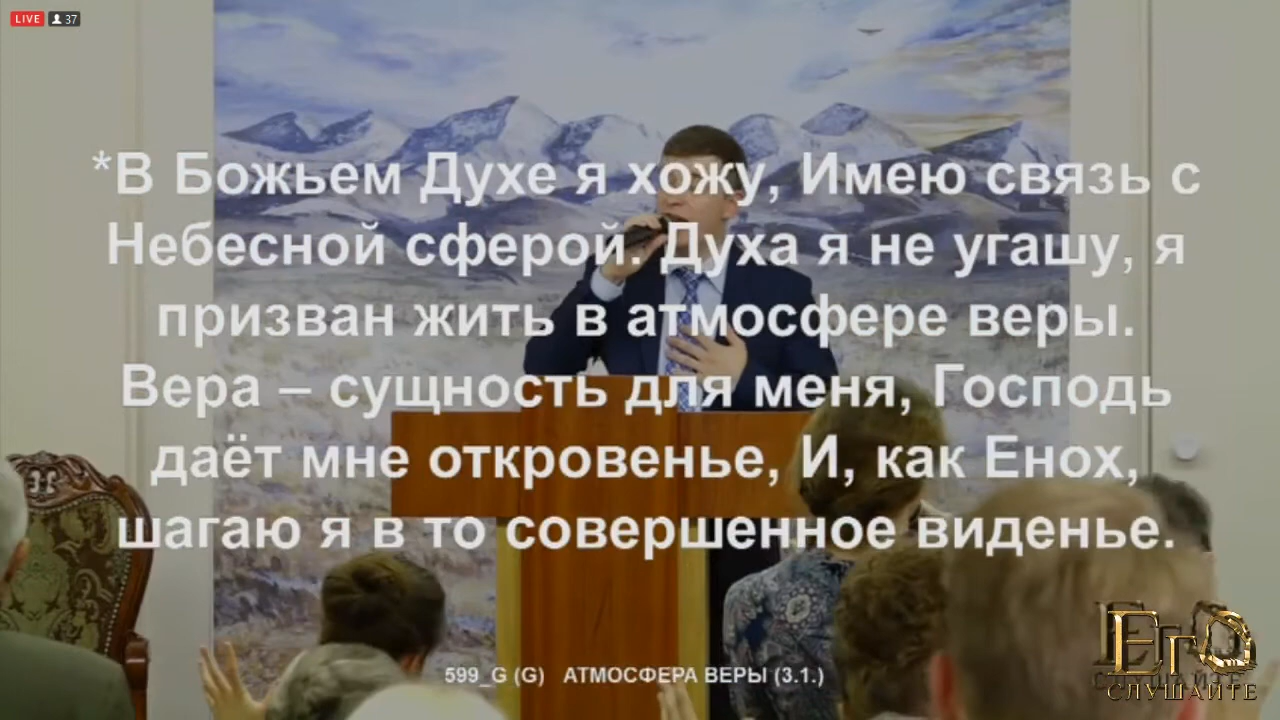 LIVE 37
*В Божьем Духе я хожу, Имею связь с
Небесной сферой. Духа я не угашу, я
призван жить в атмосфере веры.
Вера – сущность для меня, Господь
даёт мне откровенье, И, как Енох,
шагаю я в то совершенное виденье.
599_G (G) АТМОСФЕРА ВЕРЫ (3.1.)
ЕГО
СЛУШАЙТЕ